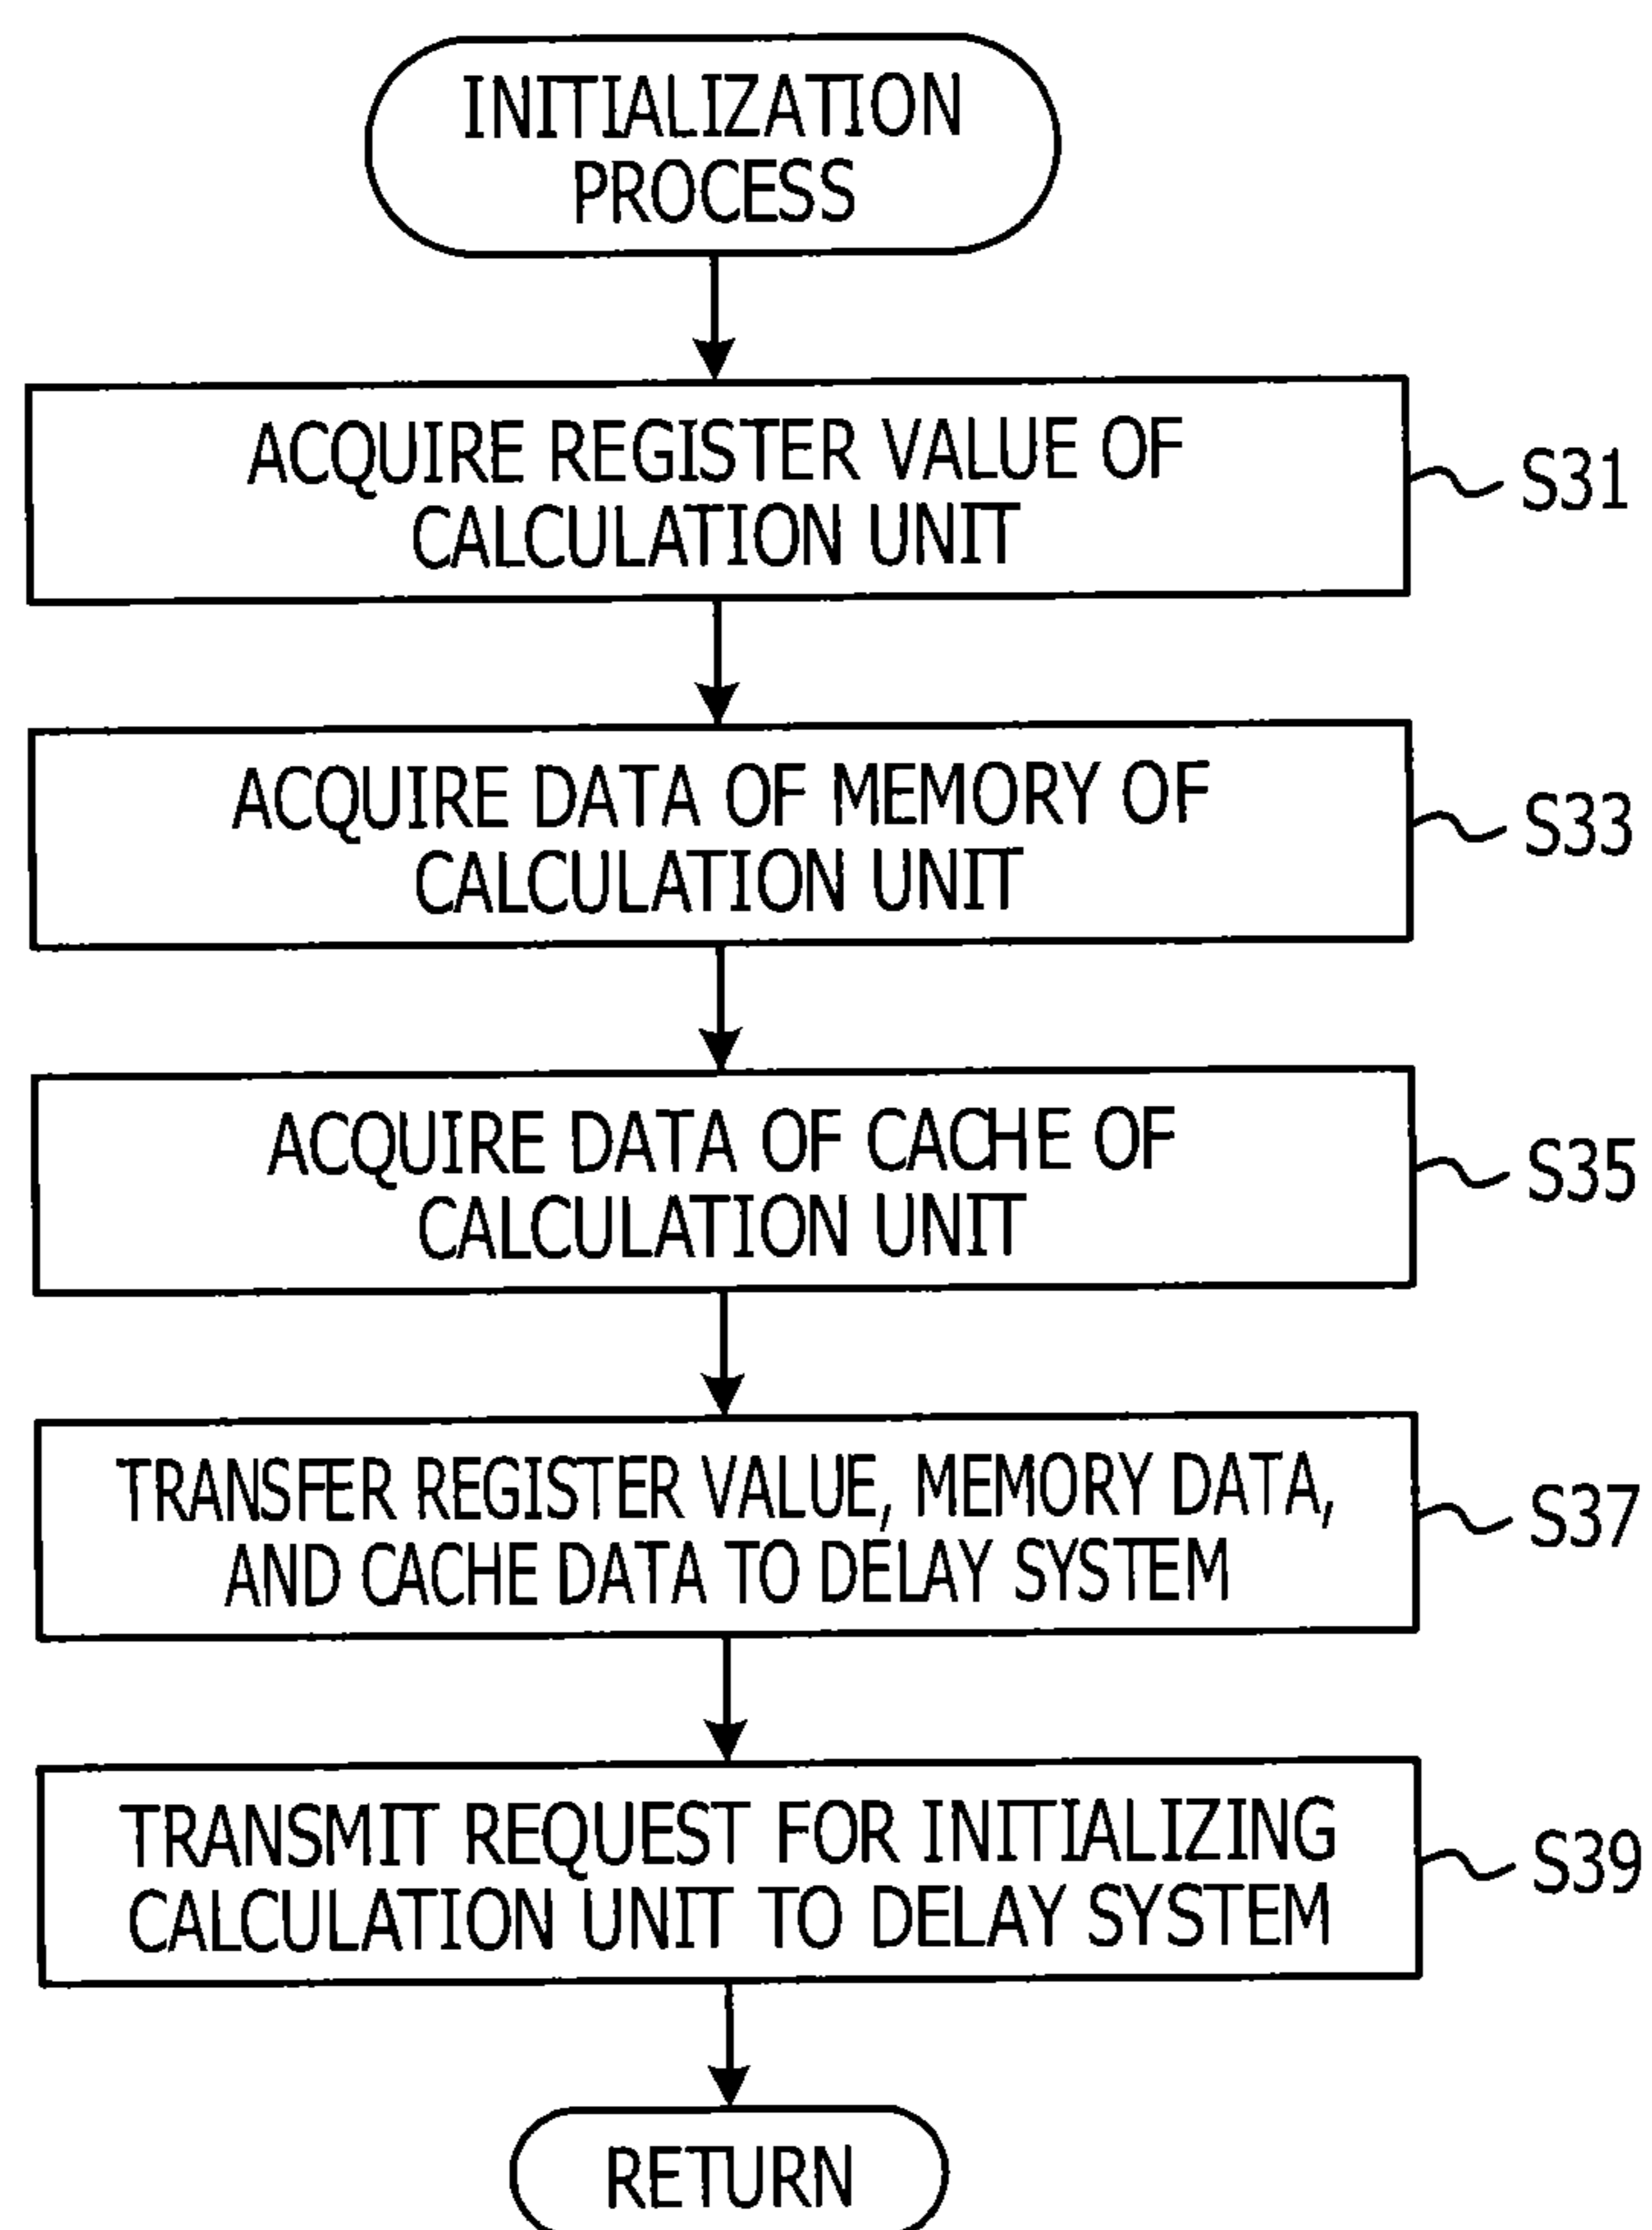 INITIALIZATION
PROCESS
ACQUIRE REGISTER VALUE OF
CALCULATION UNIT
S31
ACQUIRE DATA OF MEMORY OF
CALCULATION UNIT
S33
ACQUIRE DATA OF CACHE OF
CALCULATION UNIT
S35
TRANSFER REGISTER VALUE, MEMORY DATA,
AND CACHE DATA TO DELAY SYSTEM
S37
TRANSMIT REQUEST FOR INITIALIZING
CALCULATION UNIT TO DELAY SYSTEM
S39
RETURN